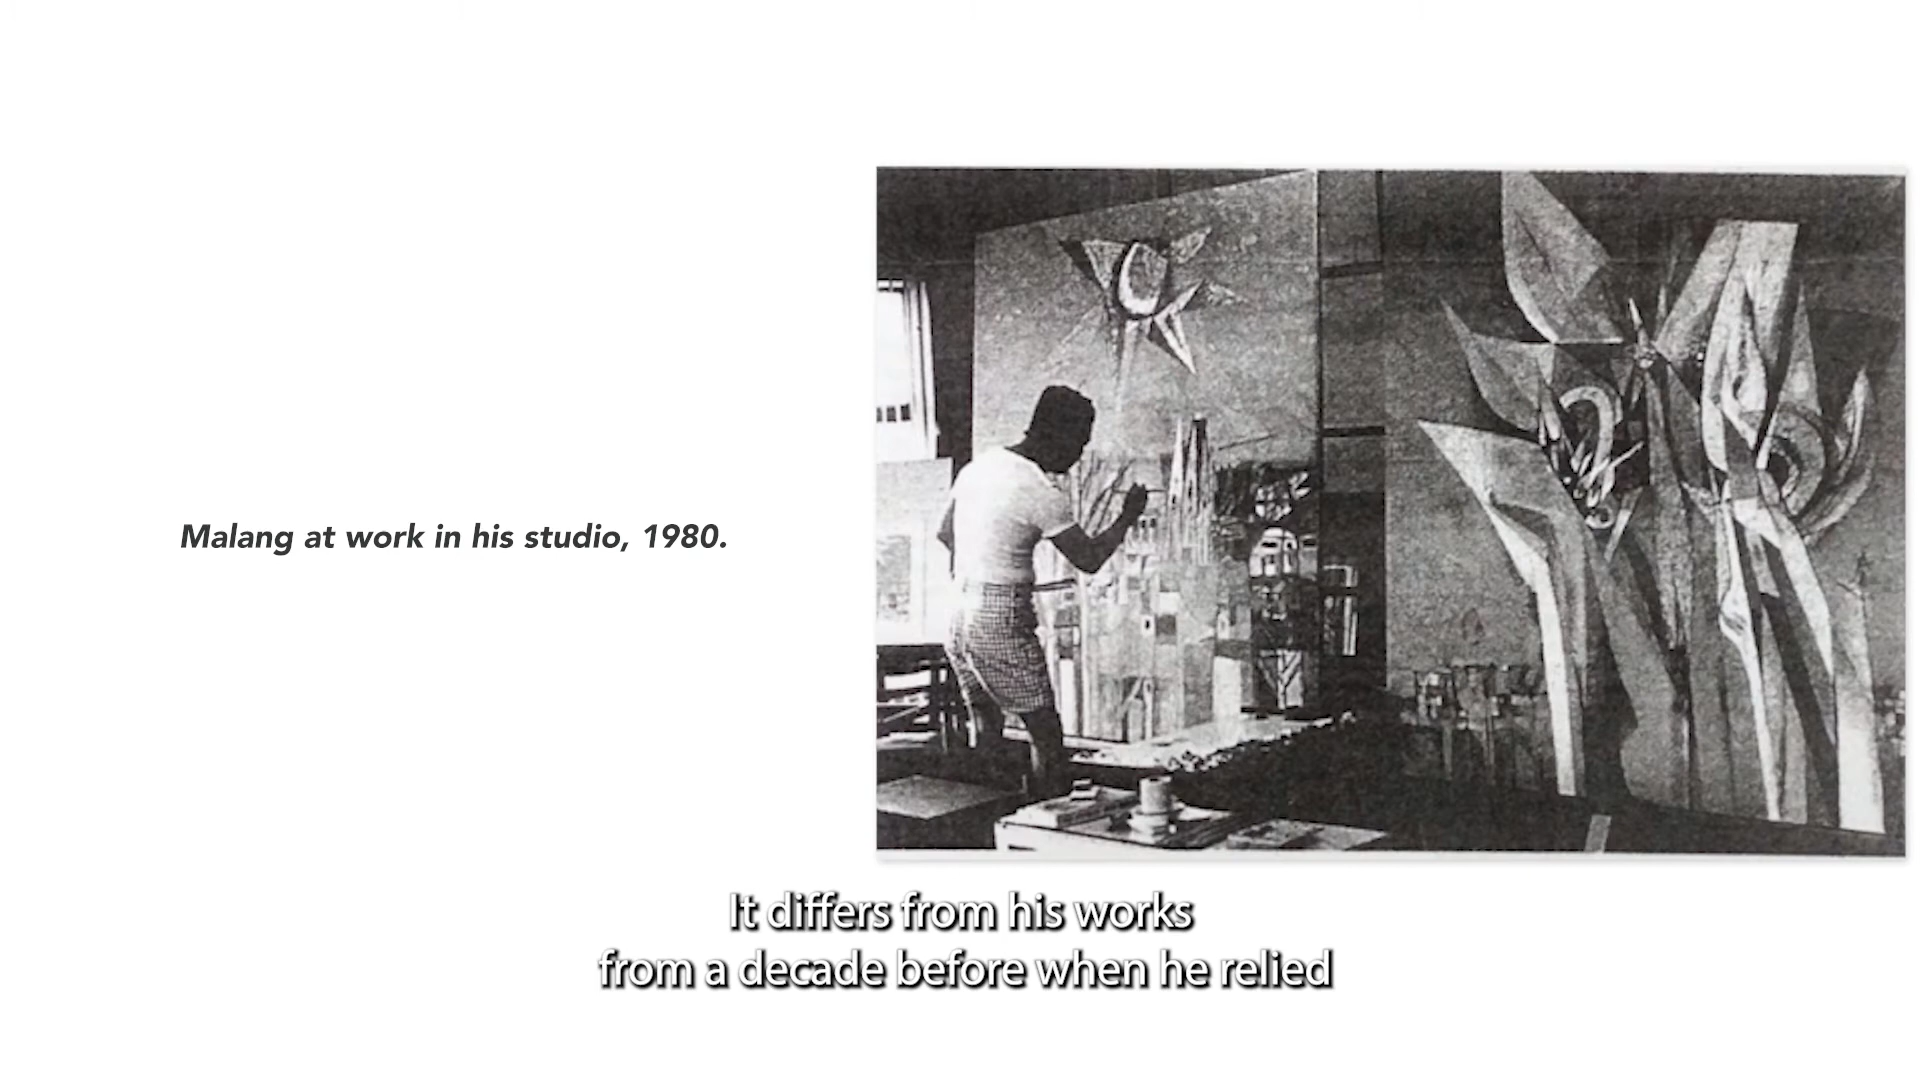 Malang at work in his studio, 1980.
It differs from his works
from a decade before when he relied